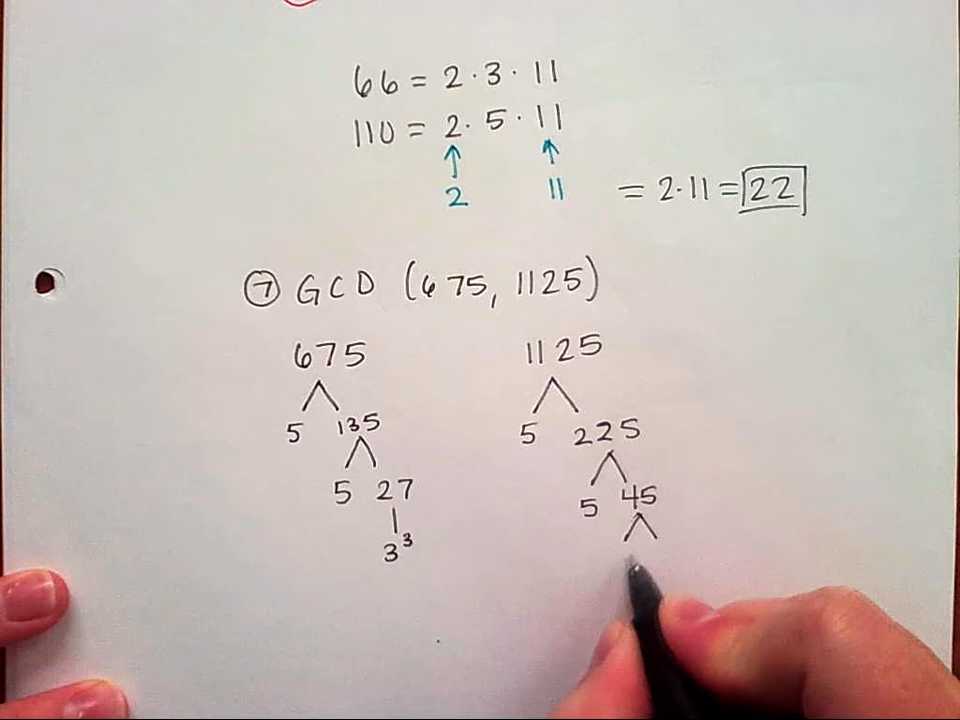 66 = 2 · 3 · 11
110 = 2 · 5 · 11
2 11 = 2 · 11 = 22
7 GCD (675, 1125)
675 1125
5 135 5 225
5 27 5 45
3³